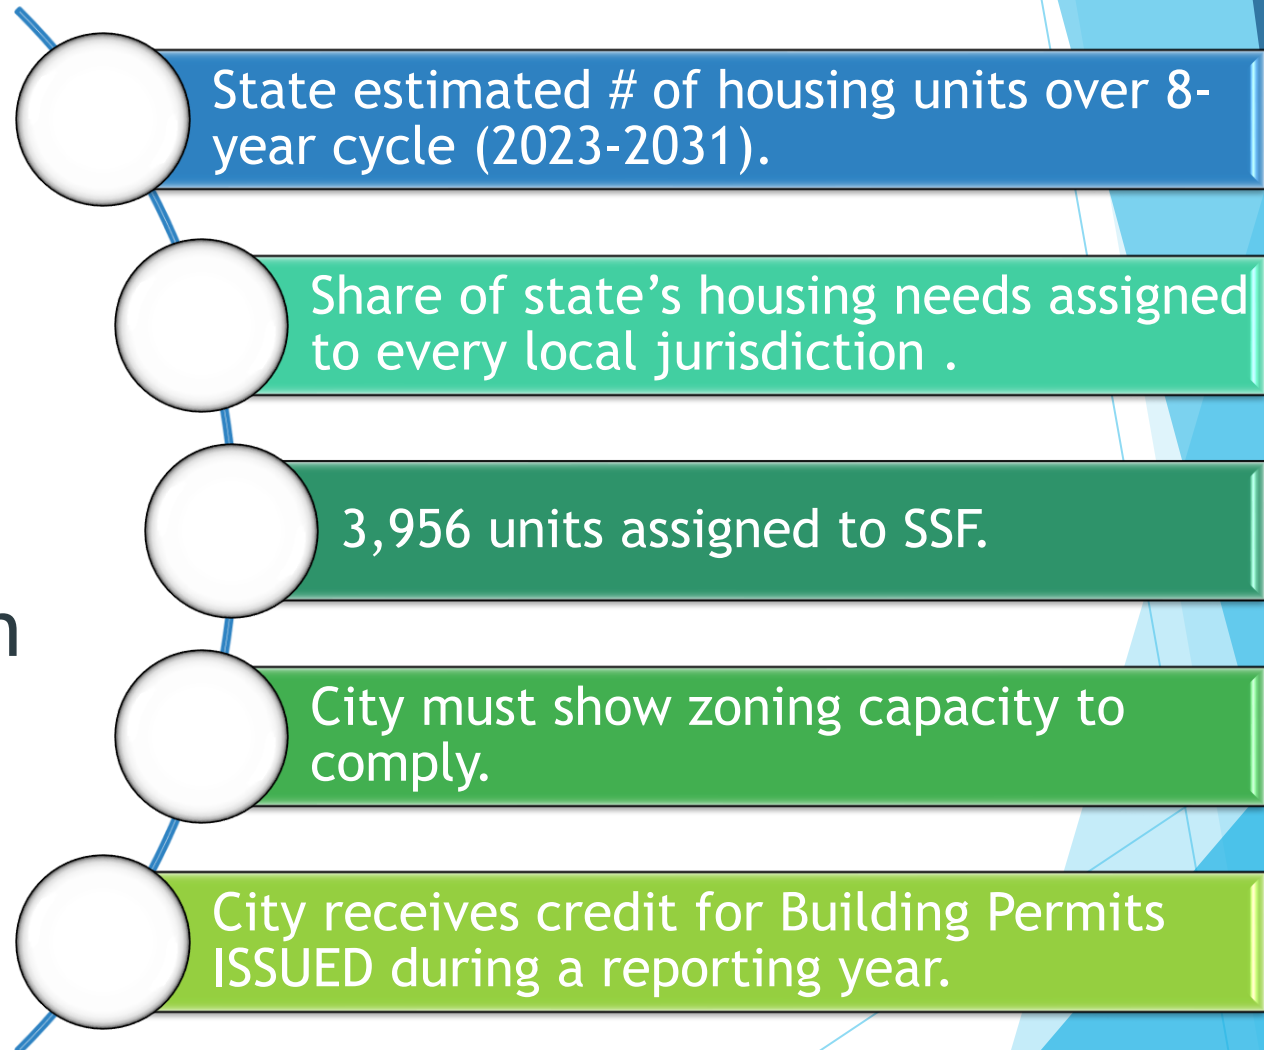 State estimated # of housing units over 8-
year cycle (2023-2031).
Share of state’s housing needs assigned
to every local jurisdiction .
3,956 units assigned to SSF.
n
City must show zoning capacity to
comply.
City receives credit for Building Permits
ISSUED during a reporting year.